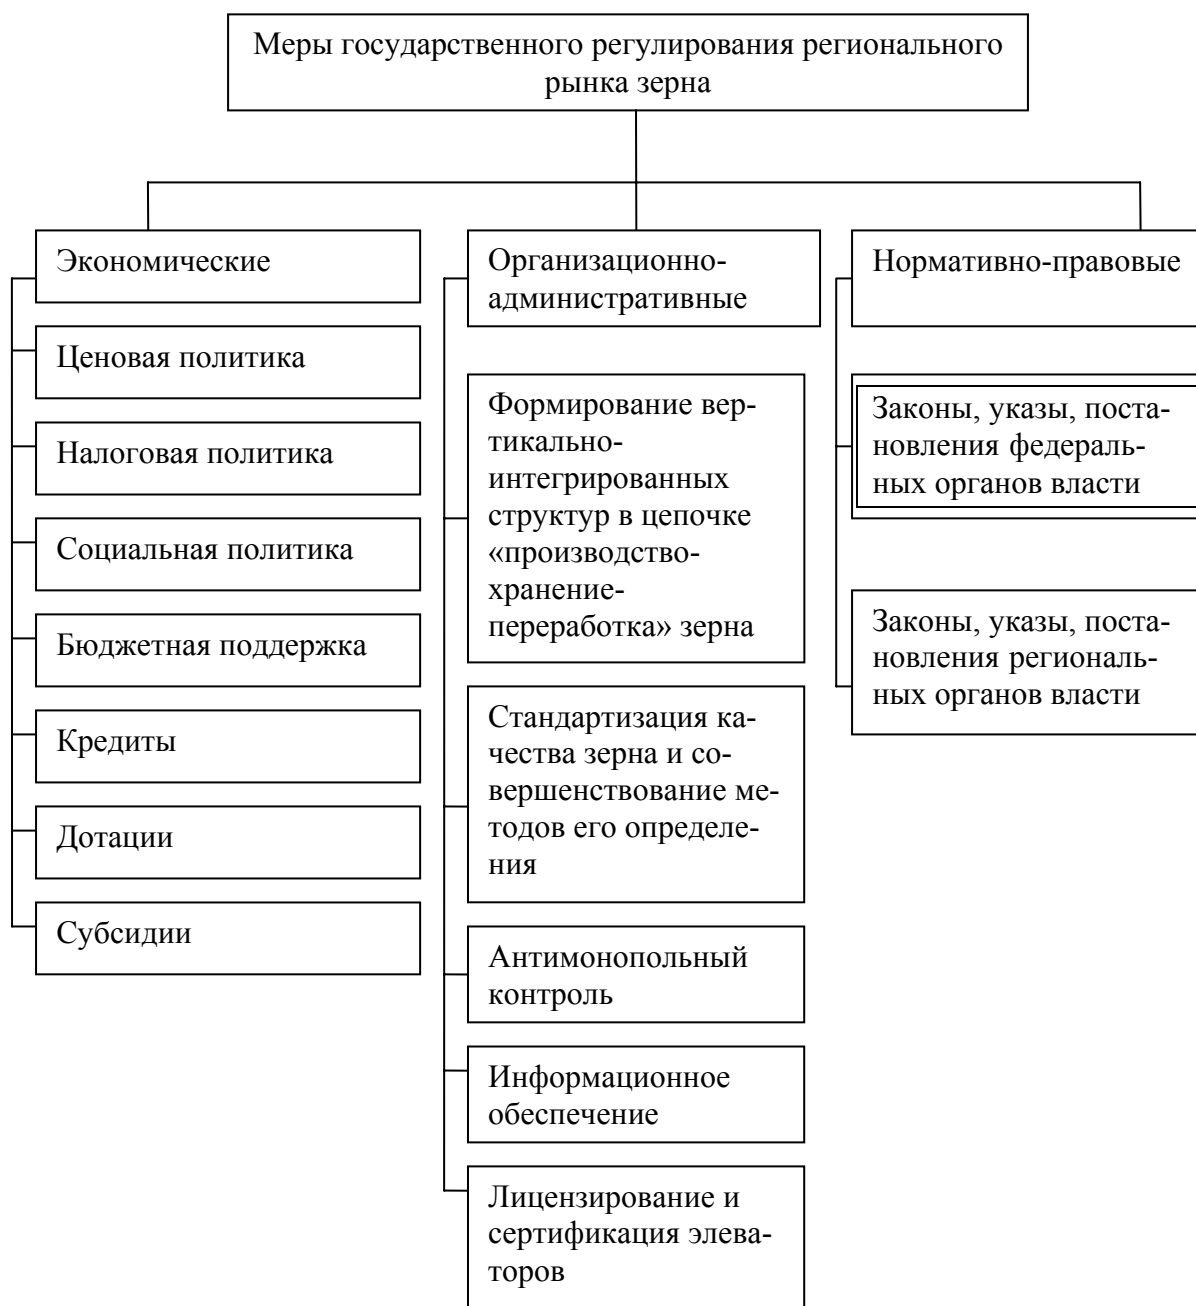 Меры государственного регулирования регионального
рынка зерна
Экономические
Ценовая политика
Налоговая политика
Социальная политика
Бюджетная поддержка
Кредиты
Дотации
Субсидии
Организационно-
административные
Формирование вер-
тикально-
интегрированных
структур в цепочке
«производство-
хранение-
переработка» зерна
Стандартизация ка-
чества зерна и со-
вершенствование ме-
тодов его определе-
ния
Антимонопольный
контроль
Информационное
обеспечение
Лицензирование и
сертификация элева-
торов
Нормативно-правовые
Законы, указы, поста-
новления федераль-
ных органов власти
Законы, указы, поста-
новления региональ-
ных органов власти